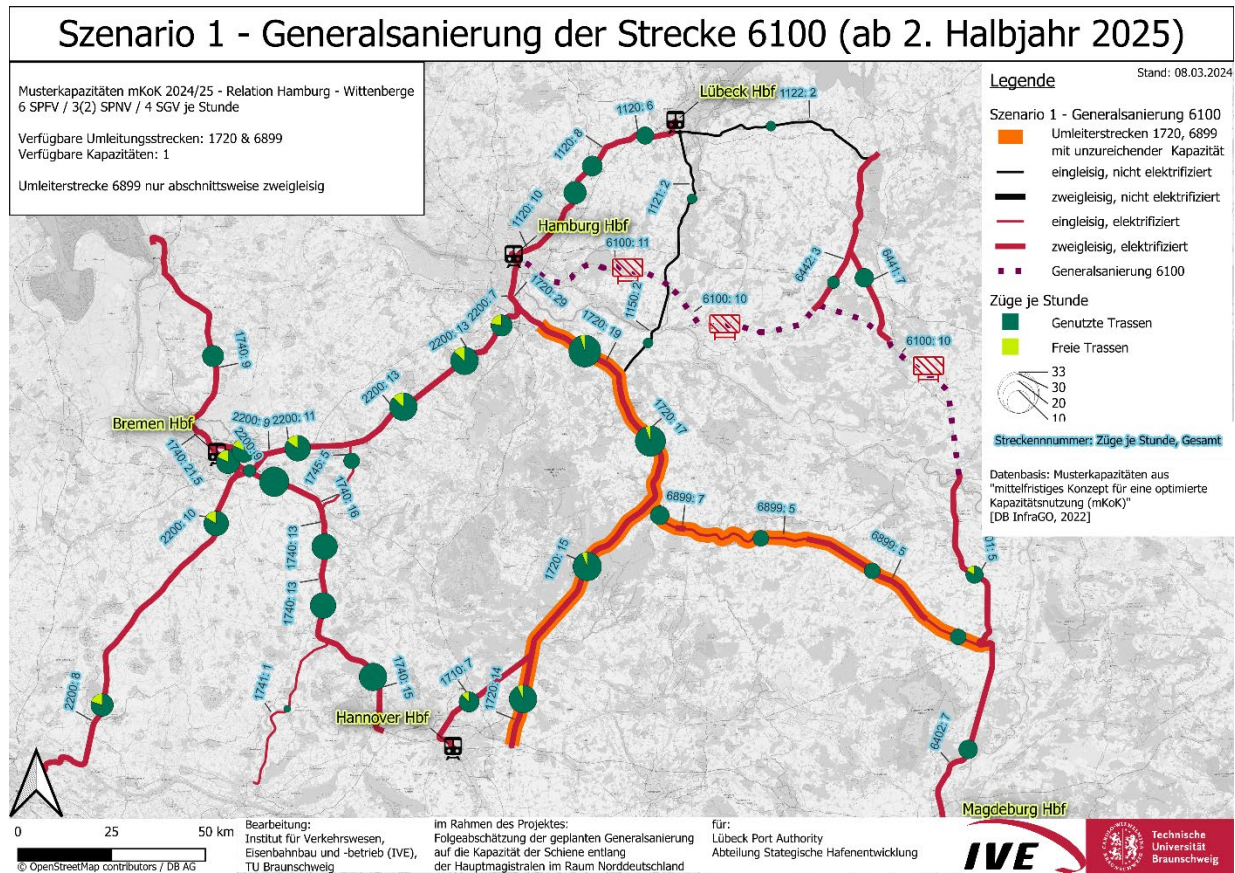 Szenario 1 - Generalsanierung der Strecke 6100 (ab 2. Halbjahr 2025)
Musterkapazitäten mKoK 2024/25 - Relation Hamburg - Wittenberge
6 SPFV / 3(2) SPNV / 4 SGV je Stunde
Verfügbare Umleitungsstrecken: 1720 & 6899
Verfügbare Kapazitäten: 1
Umleiterstrecke 6899 nur abschnittsweise zweigleisig
Stand: 08.03.2024
Legende
Szenario 1 - Generalsanierung 6100
Umleiterstrecken 1720, 6899
mit unzureichender Kapazität
eingleisig, nicht elektrifiziert
zweigleisig, nicht elektrifiziert
eingleisig, elektrifiziert
zweigleisig, elektrifiziert
Generalsanierung 6100
Züge je Stunde
Genutzte Trassen
Freie Trassen
33
30
20
10
Streckennnummer: Züge je Stunde, Gesamt
Datenbasis: Musterkapazitäten aus
"mittelfristiges Konzept für eine optimierte
Kapazitätsnutzung (mKoK)"
[DB InfraGO, 2022]
Lübeck Hbf
1122: 2
1120: 6
1120: 8
1121: 2
1120: 10
Hamburg Hbf
6100: 11
1150: 2
6100: 10
6442: 3
6441: 7
6100: 10
1720: 29
2200: 7
2200: 13
1720: 19
1740: 9
2200: 13
Bremen Hbf
2200: 9
2200: 11
2200: 9
1740: 21.5
1745: 5
1740: 16
1720: 17
2200: 10
1740: 13
1740: 13
6899: 7
6899: 5
6899: 5
1720: 15
01: 5
2200: 8
1741: 1
1740: 15
Hannover Hbf
1710: 7
1720: 14
6402: 7
Magdeburg Hbf
0 25 50 km
© OpenStreetMap contributors / DB AG
Bearbeitung:
Institut für Verkehrswesen,
Eisenbahnbau und -betrieb (IVE),
TU Braunschweig
im Rahmen des Projektes:
Folgeabschätzung der geplanten Generalsanierung
auf die Kapazität der Schiene entlang
der Hauptmagistralen im Raum Norddeutschland
für:
Lübeck Port Authority
Abteilung Stategische Hafenentwicklung
IVE
Technische
Universität
Braunschweig